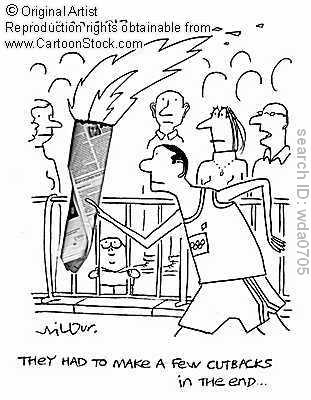 © Original Artist
Reproduction rights obtainable from
www.CartoonStock.com
search ID: wda0705
THEY HAD TO MAKE A FEW CUTBACKS
IN THE END...